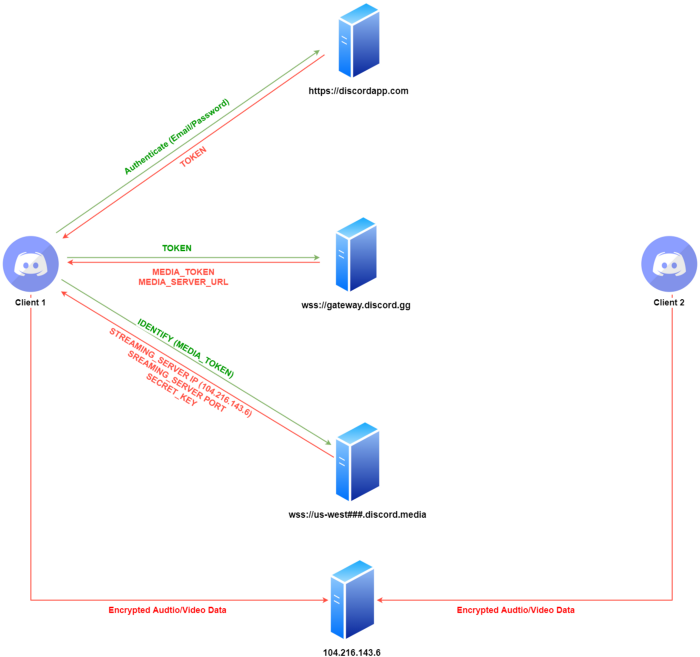 https://discordapp.com
Authenticate (Email/Password)
TOKEN
TOKEN
MEDIA_TOKEN
MEDIA_SERVER_URL
Client 1
wss://gateway.discord.gg
Client 2
IDENTIFY (MEDIA_TOKEN)
STREAMING_SERVER IP (104.216.143.6)
SREAMING_SERVER PORT
SECRET_KEY
wss://us-west###.discord.media
Encrypted Audtio/Video Data
Encrypted Audtio/Video Data
104.216.143.6